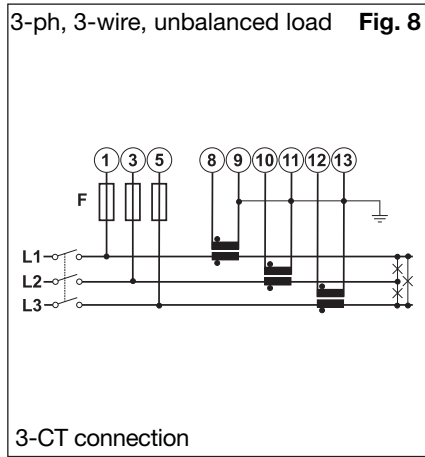 3-ph, 3-wire, unbalanced load Fig. 8
1 3 5 8 9 10 11 12 13
F
L1
L2
L3
3-CT connection